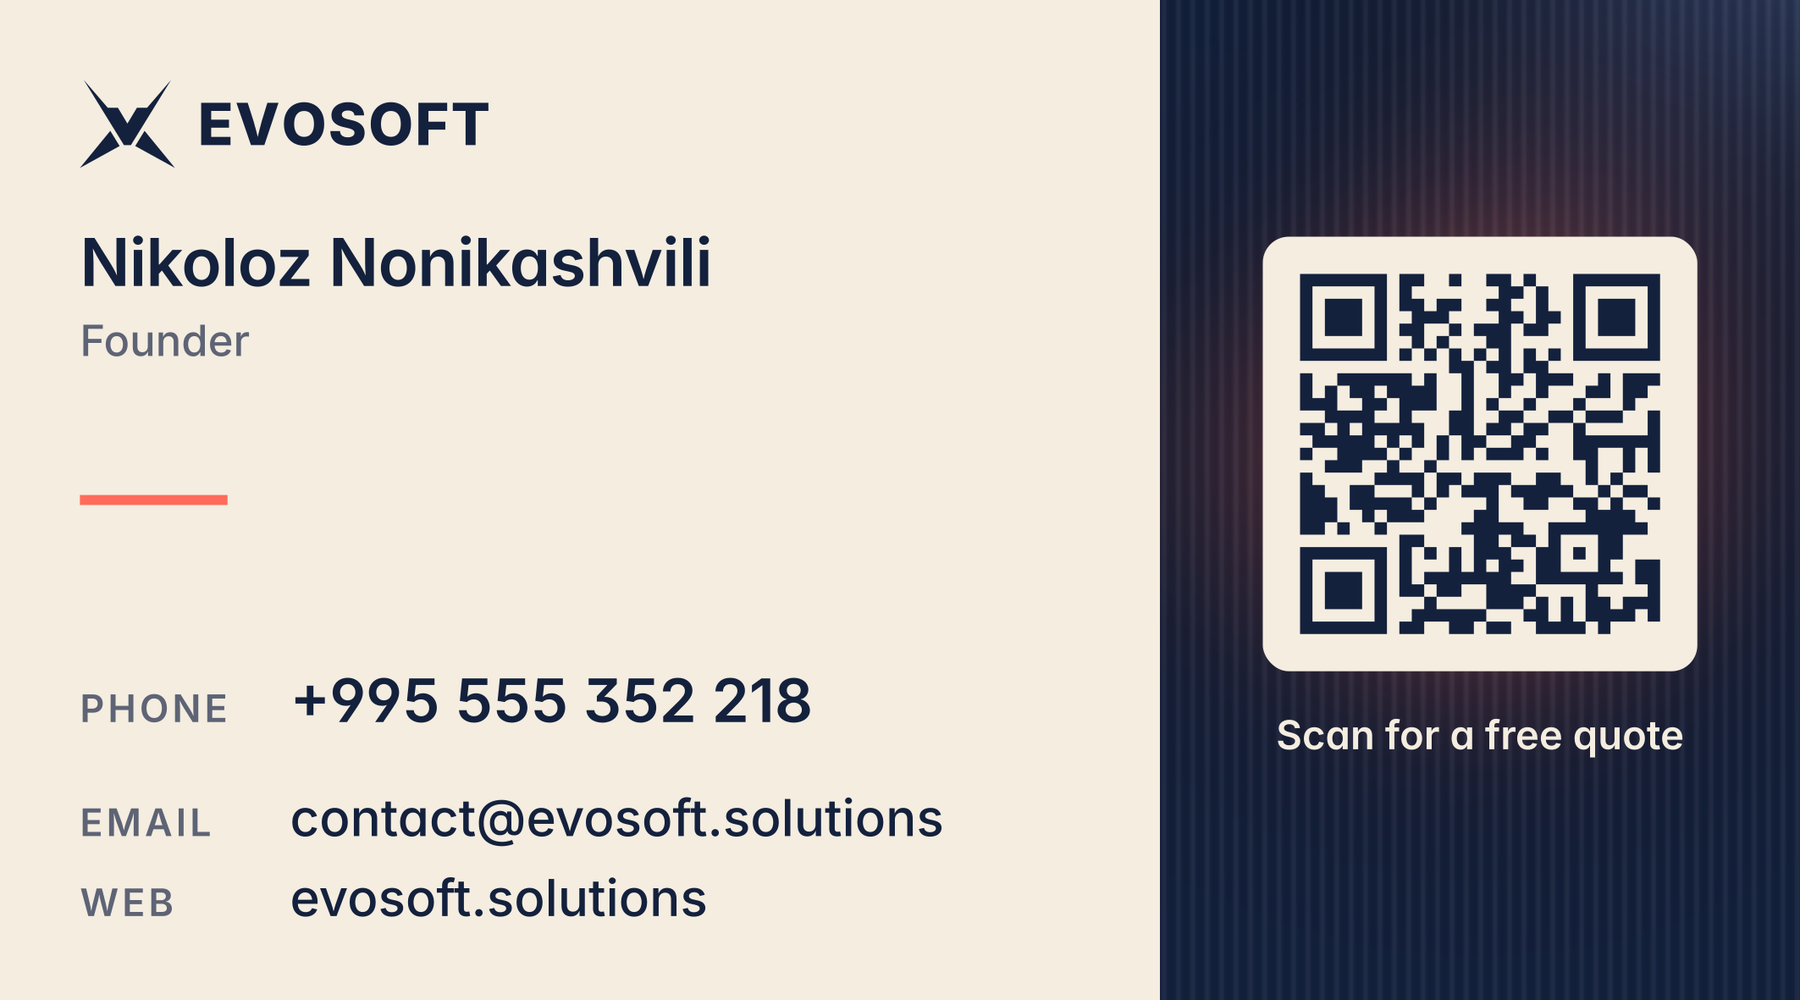 EVOSOFT
Nikoloz Nonikashvili
Founder
PHONE +995 555 352 218
EMAIL contact@evosoft.solutions
WEB evosoft.solutions
Scan for a free quote